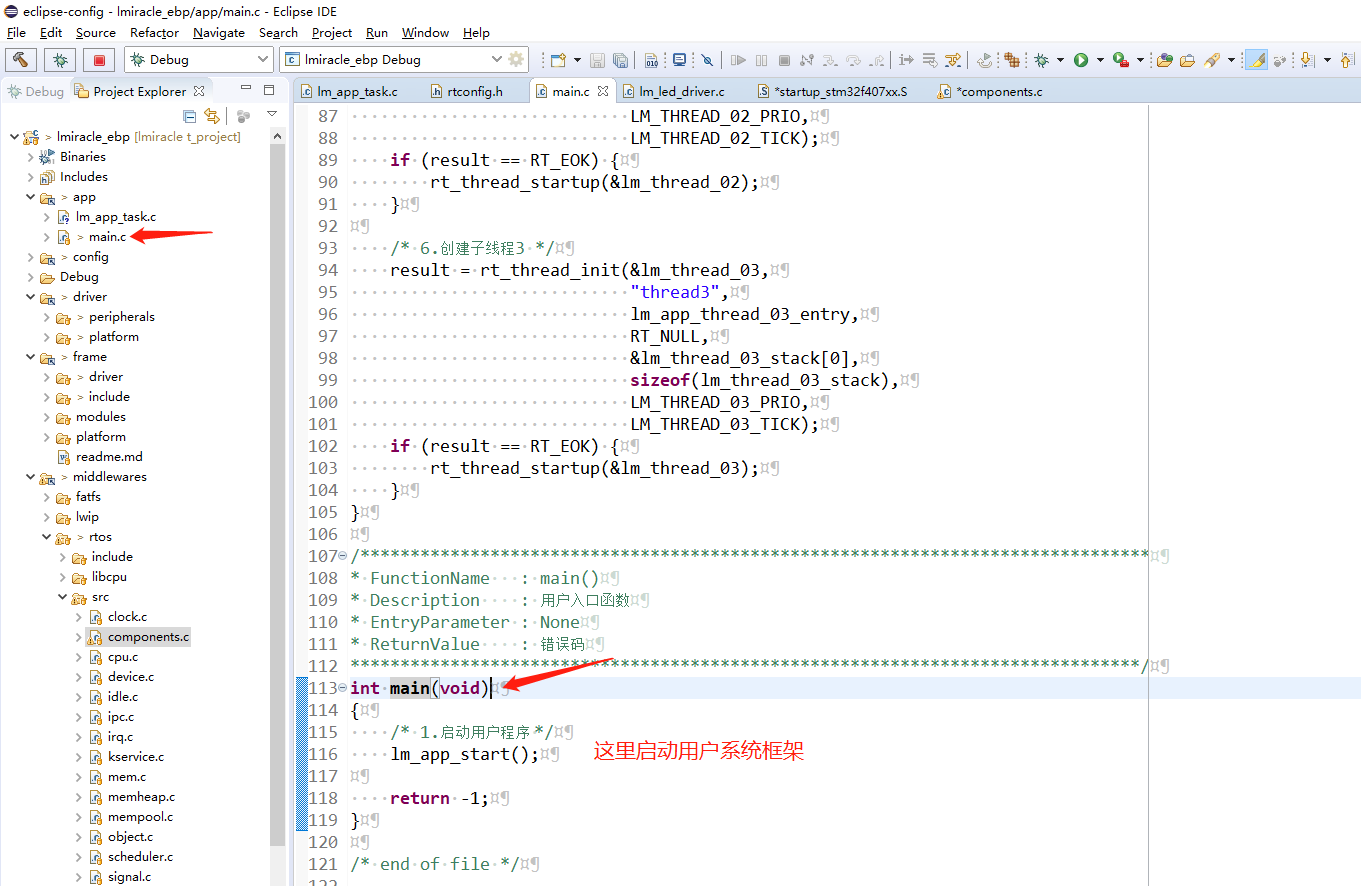 eclipse-config - lmiracle_ebp/app/main.c - Eclipse IDE
File Edit Source Refactor Navigate Search Project Run Window Help
Debug lmiracle_ebp Debug
Debug Project Explorer
lm_app_task.c rtconfig.h main.c lm_led_driver.c *startup_stm32f407xx.S *components.c
> lmiracle_ebp [lmiracle t_project]
Binaries
Includes
> app
lm_app_task.c
> main.c
> config
Debug
> driver
> peripherals
> platform
> frame
> driver
> include
modules
platform
readme.md
> middlewares
fatfs
lwip
> rtos
include
libcpu
src
clock.c
components.c
cpu.c
device.c
idle.c
ipc.c
irq.c
kservice.c
mem.c
memheap.c
mempool.c
object.c
scheduler.c
signal.c
87 LM_THREAD_02_PRIO,¤¶
88 LM_THREAD_02_TICK);¤¶
89 ····if·(result·==·RT_EOK)·{¤¶
90 ········rt_thread_startup(&lm_thread_02);¤¶
91 ····}¤¶
92 ¤¶
93 ····/*·6.创建子线程3·*/¤¶
94 ····result·=·rt_thread_init(&lm_thread_03,¤¶
95 "thread3",¤¶
96 lm_app_thread_03_entry,¤¶
97 RT_NULL,¤¶
98 &lm_thread_03_stack[0],¤¶
99 sizeof(lm_thread_03_stack),¤¶
100 LM_THREAD_03_PRIO,¤¶
101 LM_THREAD_03_TICK);¤¶
102 ····if·(result·==·RT_EOK)·{¤¶
103 ········rt_thread_startup(&lm_thread_03);¤¶
104 ····}¤¶
105 }¤¶
106 ¤¶
107 /*******************************************************************************¤¶
108 *·FunctionName···:·main()¤¶
109 *·Description····:·用户入口函数¤¶
110 *·EntryParameter·:·None¤¶
111 *·ReturnValue····:·错误码¤¶
112 *******************************************************************************/¤¶
113 int·main(void)¤¶
114 {¤¶
115 ····/*·1.启动用户程序·*/¤¶
116 ····lm_app_start();¤¶ 这里启动用户系统框架
117 ¤¶
118 ····return·-1;¤¶
119 }¤¶
120 ¤¶
121 /*·end·of·file·*/¤¶